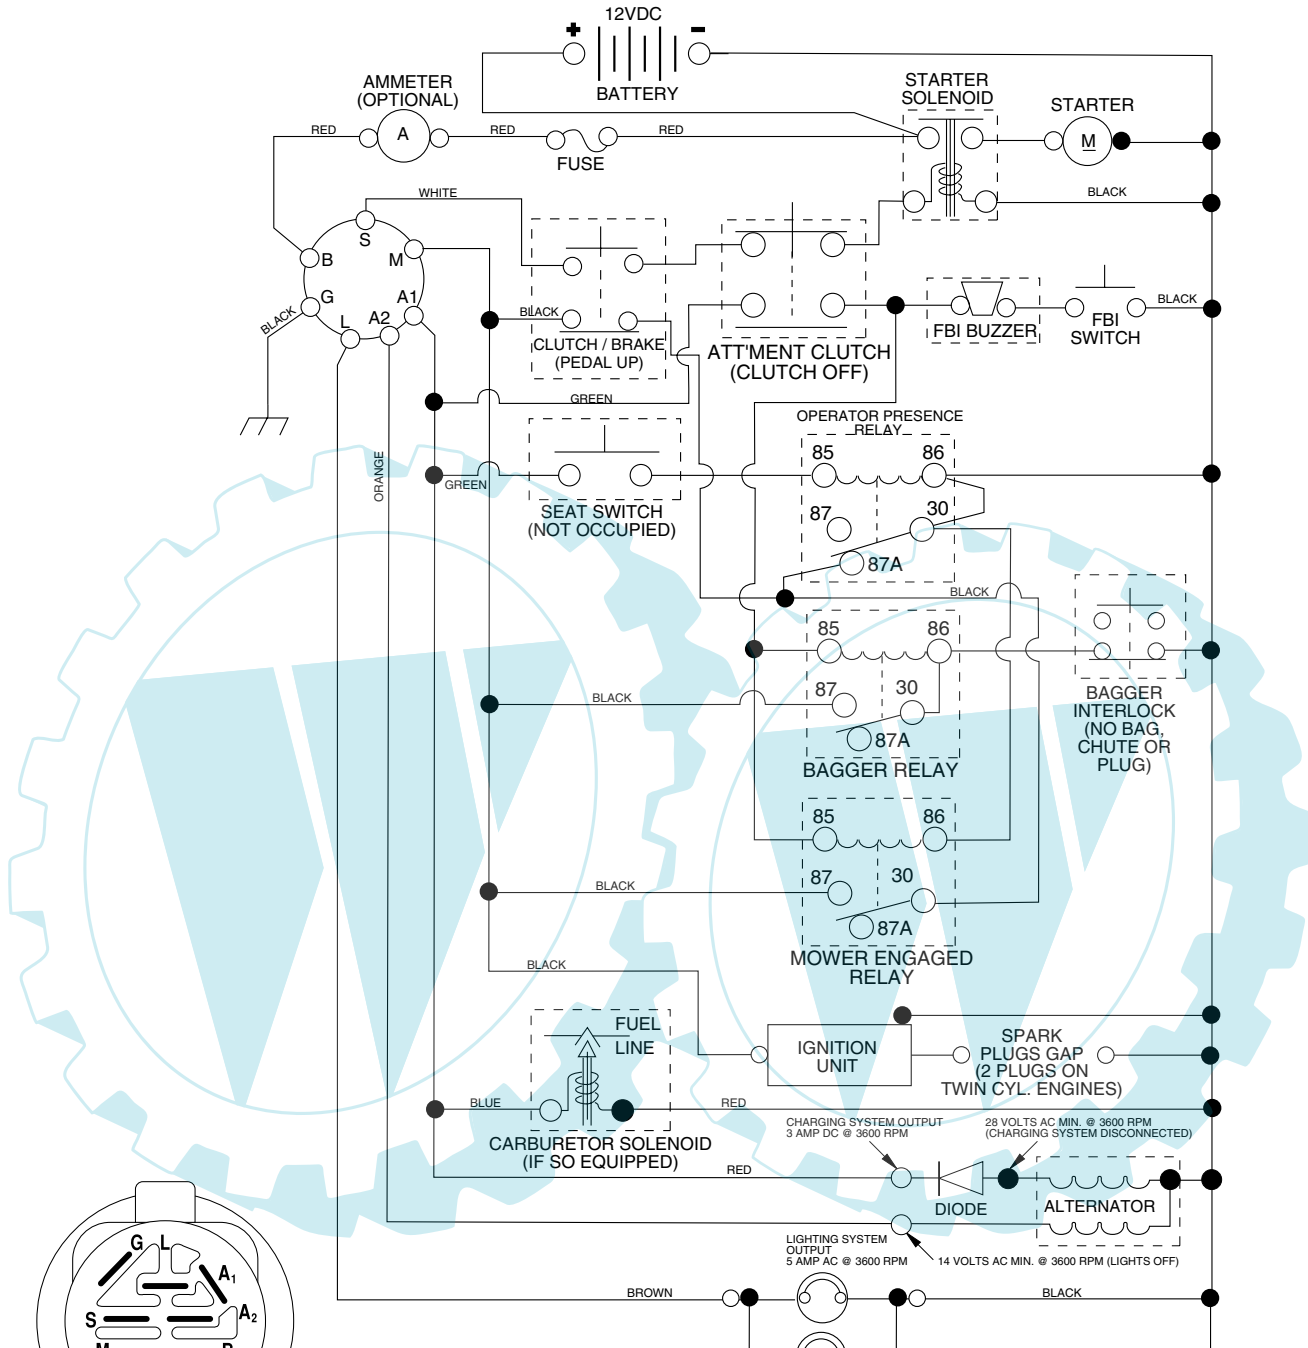 12VDC
+ -
BATTERY
AMMETER
(OPTIONAL)
A
RED
RED
RED
FUSE
STARTER
SOLENOID
STARTER
M
BLACK
WHITE
S
B
M
G
A1
L
A2
BLACK
BLACK
CLUTCH / BRAKE
(PEDAL UP)
ATT'MENT CLUTCH
(CLUTCH OFF)
FBI BUZZER
FBI
SWITCH
BLACK
GREEN
ORANGE
GREEN
SEAT SWITCH
(NOT OCCUPIED)
OPERATOR PRESENCE
RELAY
85
86
87
30
87A
BLACK
85
86
87
30
87A
BLACK
BAGGER RELAY
BAGGER
INTERLOCK
(NO BAG,
CHUTE OR
PLUG)
85
86
87
30
87A
BLACK
MOWER ENGAGED
RELAY
BLACK
FUEL
LINE
IGNITION
UNIT
SPARK
PLUGS GAP
(2 PLUGS ON
TWIN CYL. ENGINES)
BLUE
RED
CARBURETOR SOLENOID
(IF SO EQUIPPED)
CHARGING SYSTEM OUTPUT
3 AMP DC @ 3600 RPM
28 VOLTS AC MIN. @ 3600 RPM
(CHARGING SYSTEM DISCONNECTED)
RED
DIODE
ALTERNATOR
LIGHTING SYSTEM
OUTPUT
5 AMP AC @ 3600 RPM
14 VOLTS AC MIN. @ 3600 RPM (LIGHTS OFF)
BROWN
BLACK
G L
A1
A2
S